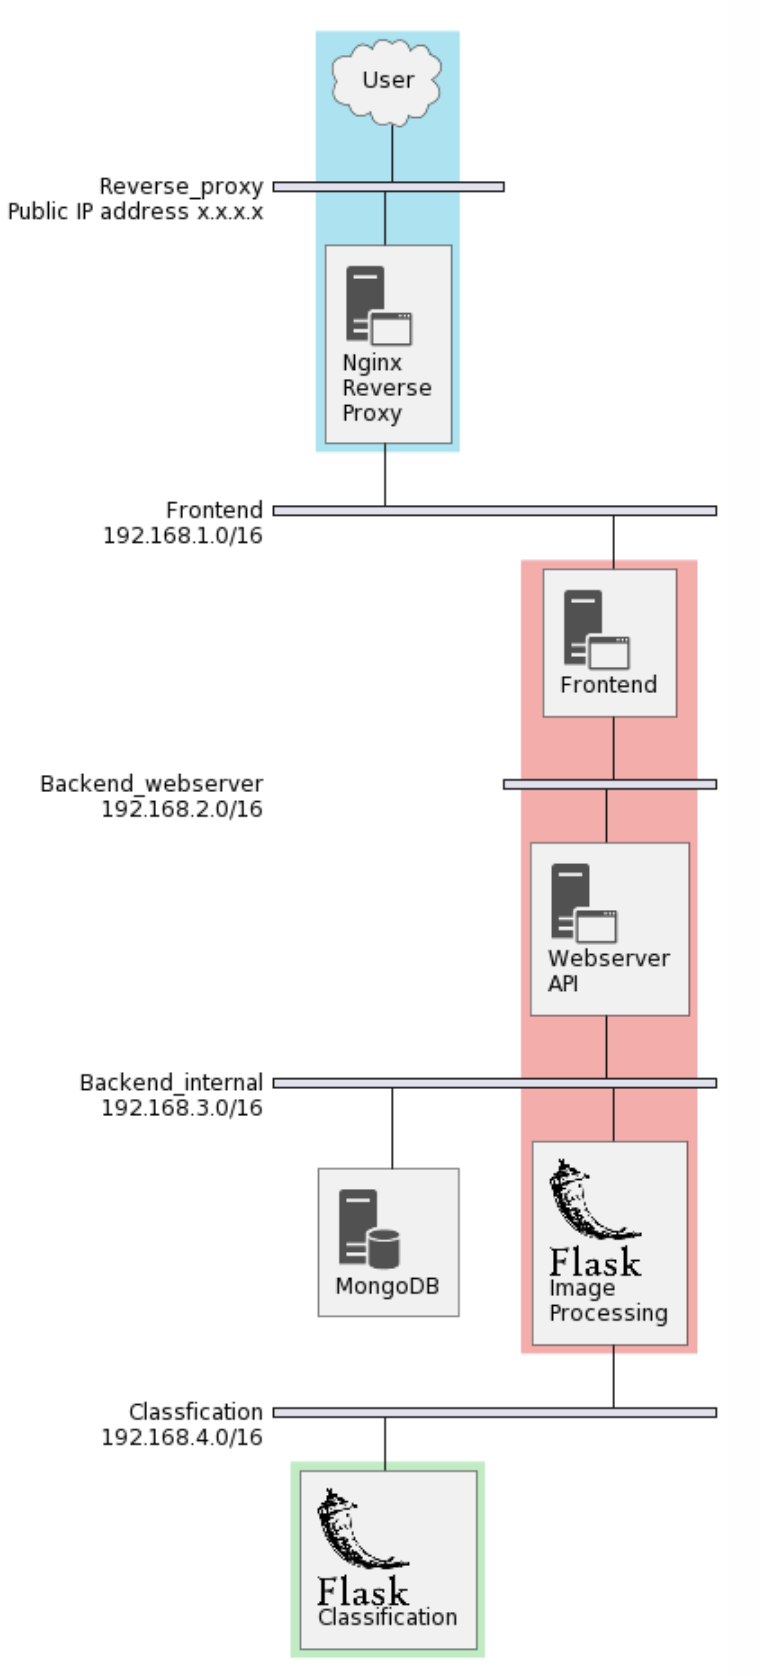 User
Reverse_proxy
Public IP address x.x.x.x
Nginx
Reverse
Proxy
Frontend
192.168.1.0/16
Frontend
Backend_webserver
192.168.2.0/16
Webserver
API
Backend_internal
192.168.3.0/16
MongoDB
Flask
Image
Processing
Classfication
192.168.4.0/16
Flask
Classification